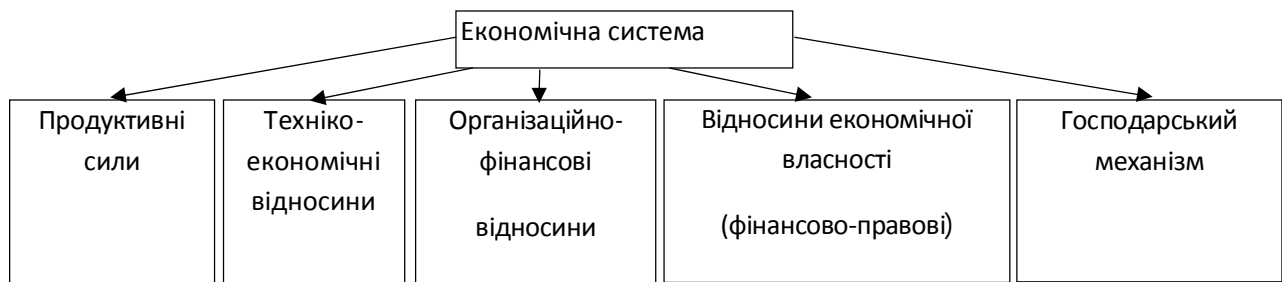 Економічна система
Продуктивні
сили
Техніко-
економічні
відносини
Організаційно-
фінансові
відносини
Відносини економічної
власності
(фінансово-правові)
Господарський
механізм